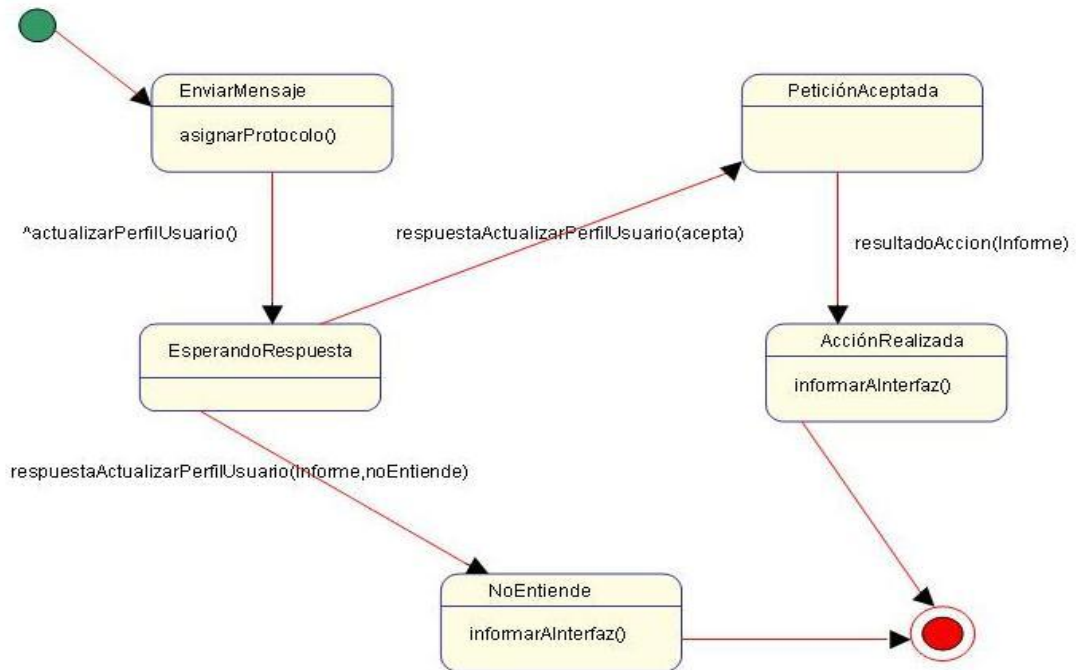 EnviarMensaje
asignarProtocolo()
PeticiónAceptada
^actualizarPerfilUsuario()
respuestaActualizarPerfilUsuario(acepta)
resultadoAccion(Informe)
EsperandoRespuesta
AcciónRealizada
informarAInterfaz()
respuestaActualizarPerfilUsuario(Informe,noEntiende)
NoEntiende
informarAInterfaz()